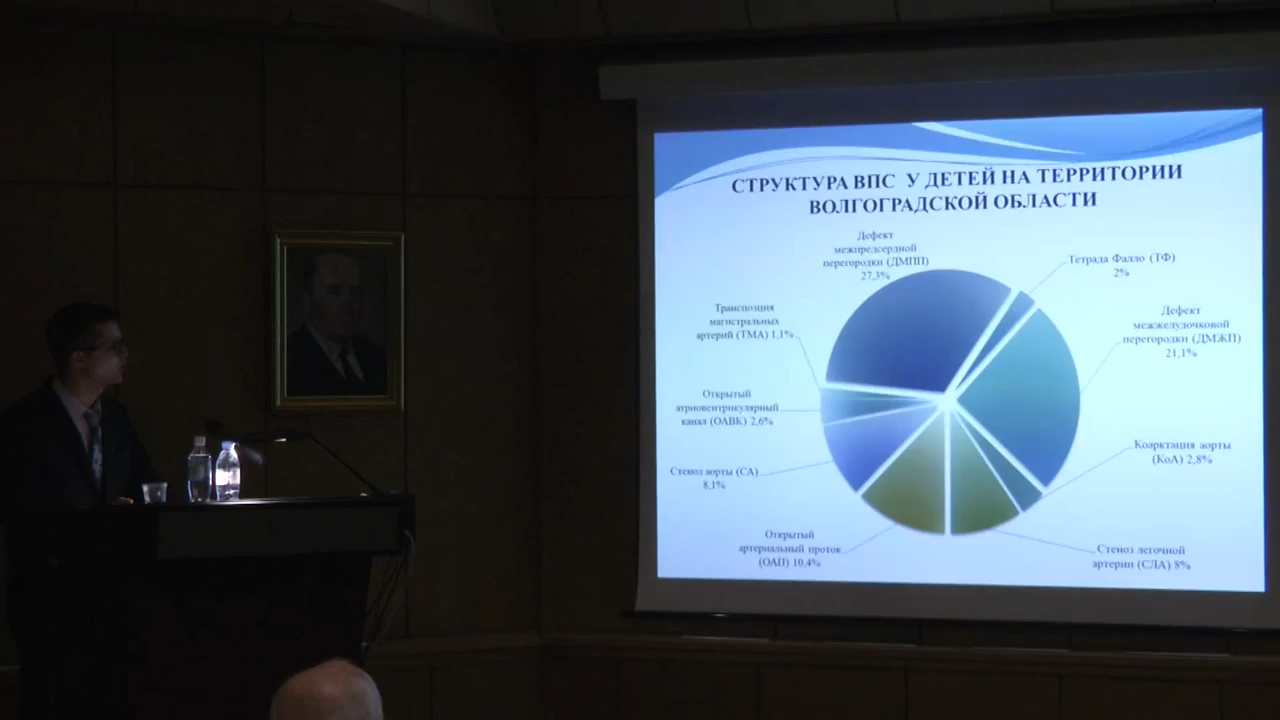 СТРУКТУРА ВПС У ДЕТЕЙ НА ТЕРРИТОРИИ
ВОЛГОГРАДСКОЙ ОБЛАСТИ
Дефект
межпредсердной
перегородки (ДМПП)
27,3%
Тетрада Фалло (ТФ)
2%
Транспозция
магистральных
артерий (ТМА) 1,1%
Дефект
межжелудочковой
перегородки (ДМЖП)
21,1%
Открытый
атриовентрикулярный
канал (ОАВК) 2,6%
Коарктация аорты
(КоА) 2,8%
Стеноз аорты (СА)
8,1%
Открытый
артериальный проток
(ОАП) 10,4%
Стеноз легочной
артерии (СЛА) 8%